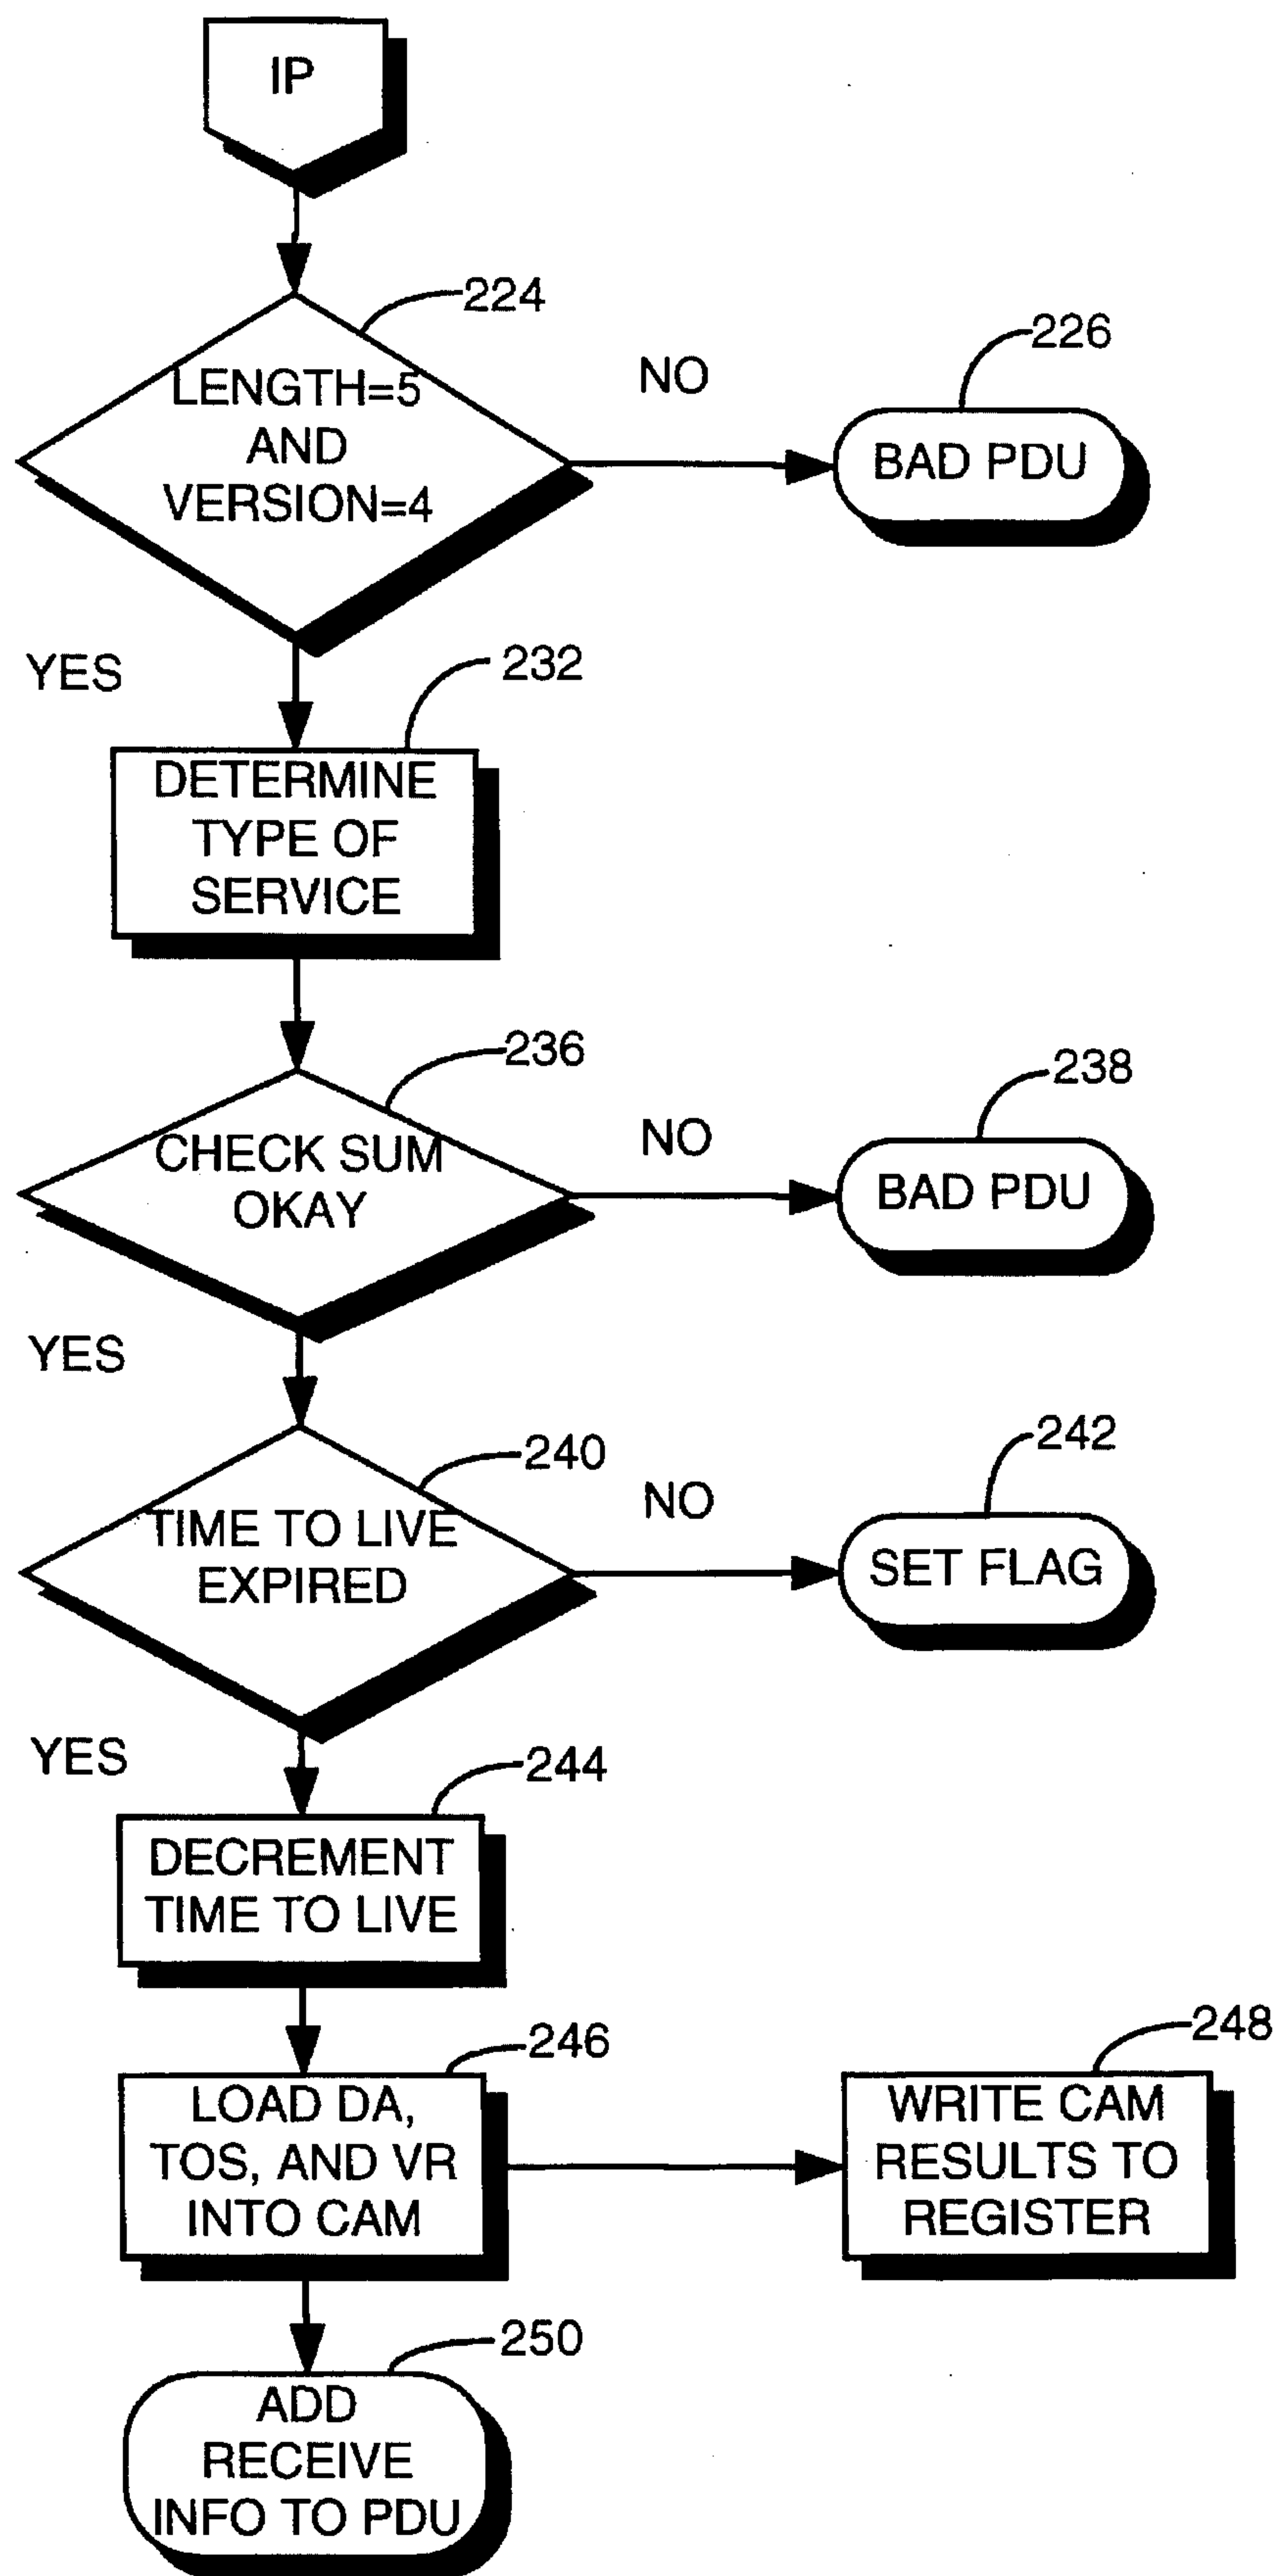 IP
224
LENGTH=5
AND
VERSION=4
NO
226
BAD PDU
YES
232
DETERMINE
TYPE OF
SERVICE
236
CHECK SUM
OKAY
NO
238
BAD PDU
YES
240
TIME TO LIVE
EXPIRED
NO
242
SET FLAG
YES
244
DECREMENT
TIME TO LIVE
246
LOAD DA,
TOS, AND VR
INTO CAM
248
WRITE CAM
RESULTS TO
REGISTER
250
ADD
RECEIVE
INFO TO PDU